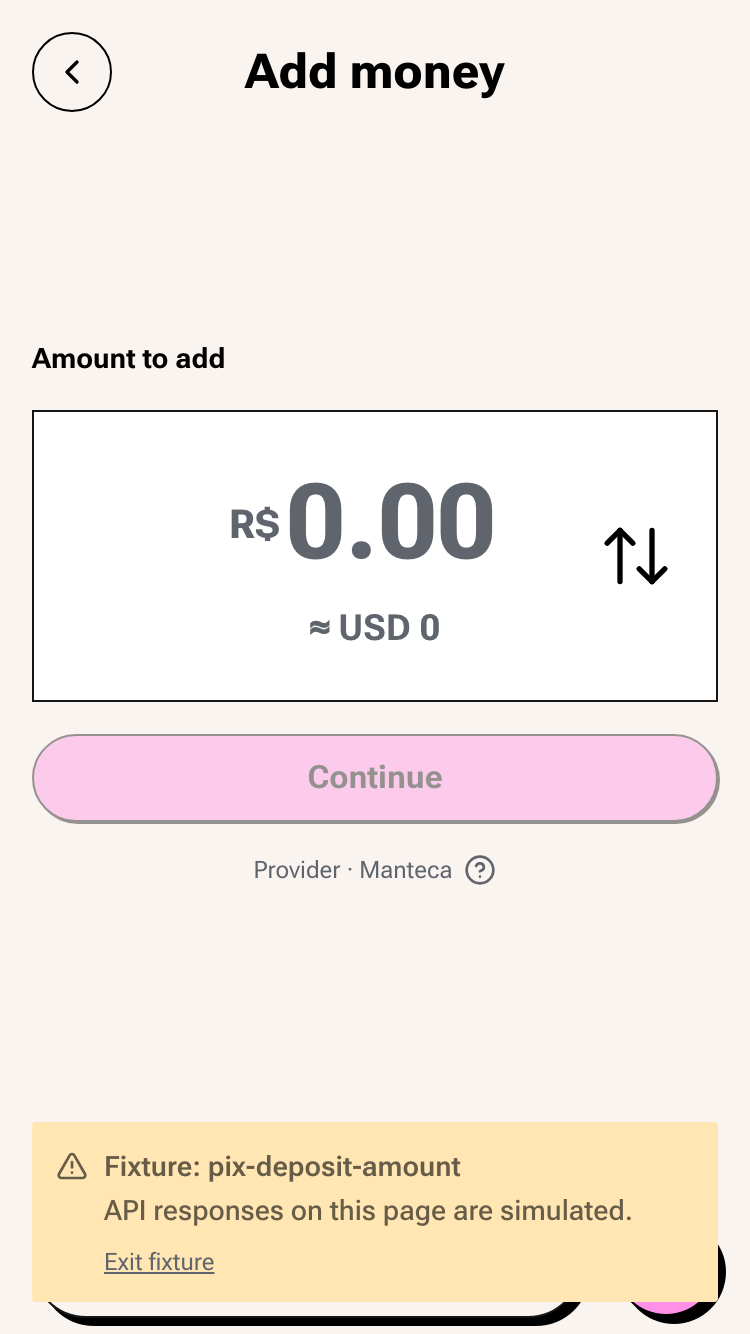 Add money
Amount to add
R$ 0.00
≈ USD 0
Continue
Provider · Manteca
Fixture: pix-deposit-amount
API responses on this page are simulated.
Exit fixture